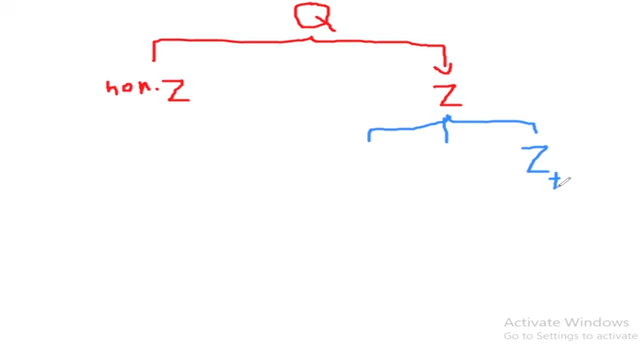 Q
non. Z Z
Z+
Activate Windows
Go to Settings to activate